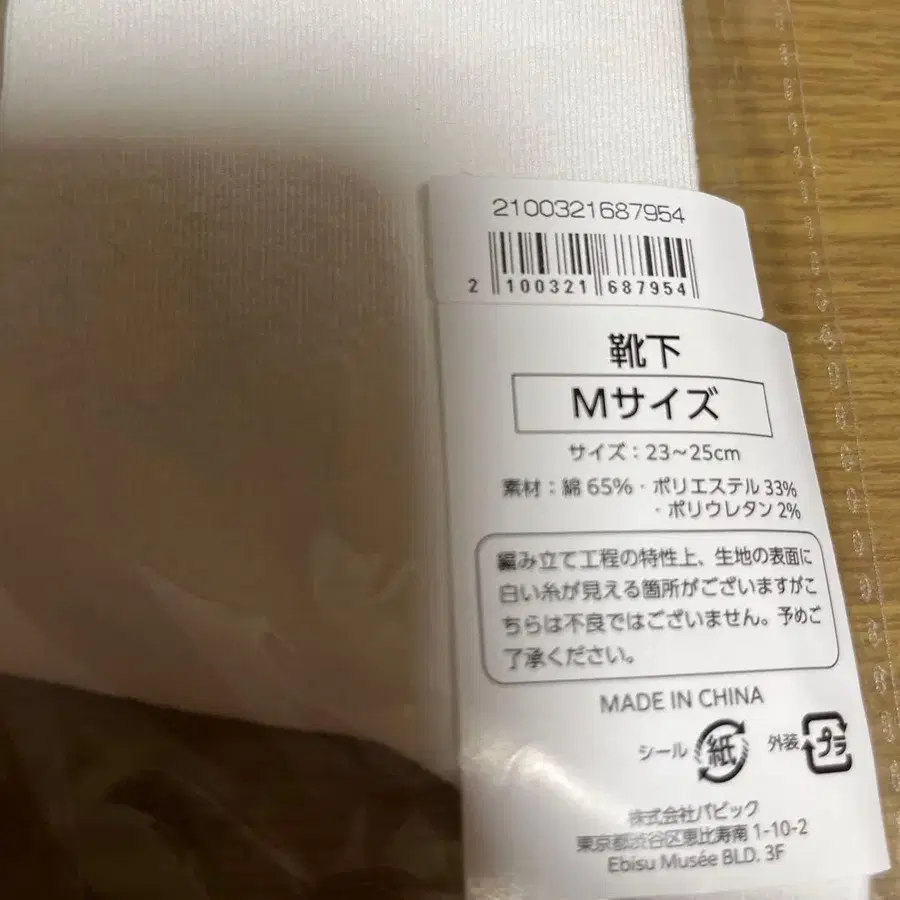 2100321687954
2 100321 687954
靴下
Mサイズ
サイズ：23～25cm
素材：綿 65%・ポリエステル 33%
・ポリウレタン 2%
編み立て工程の特性上、生地の表面に
白い糸が見える箇所がございますがこ
ちらは不良ではございません。予めご
了承ください。
MADE IN CHINA
シール 紙 外装 プラ
株式会社パピック
東京都渋谷区恵比寿南 1-10-2
Ebisu Musée BLD. 3F